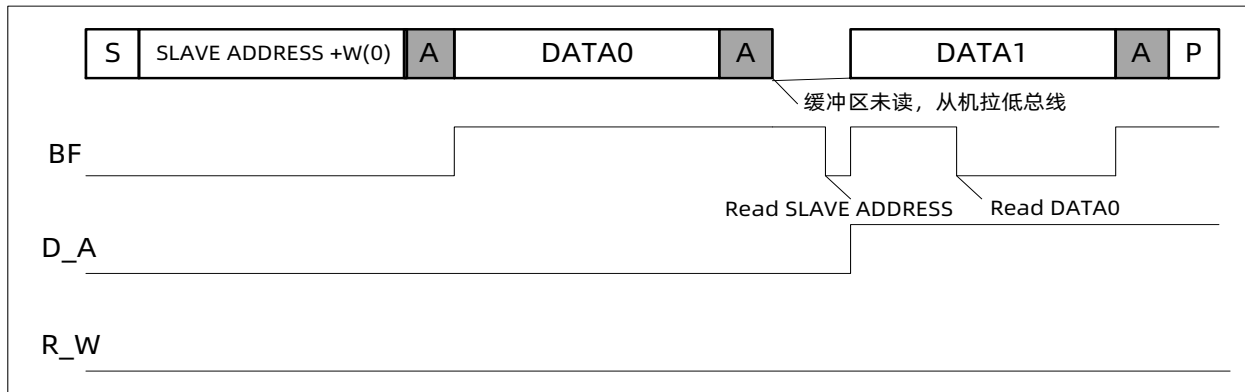 S SLAVE ADDRESS +W(0) A DATA0 A DATA1 A P
缓冲区未读，从机拉低总线
BF
Read SLAVE ADDRESS Read DATA0
D_A
R_W